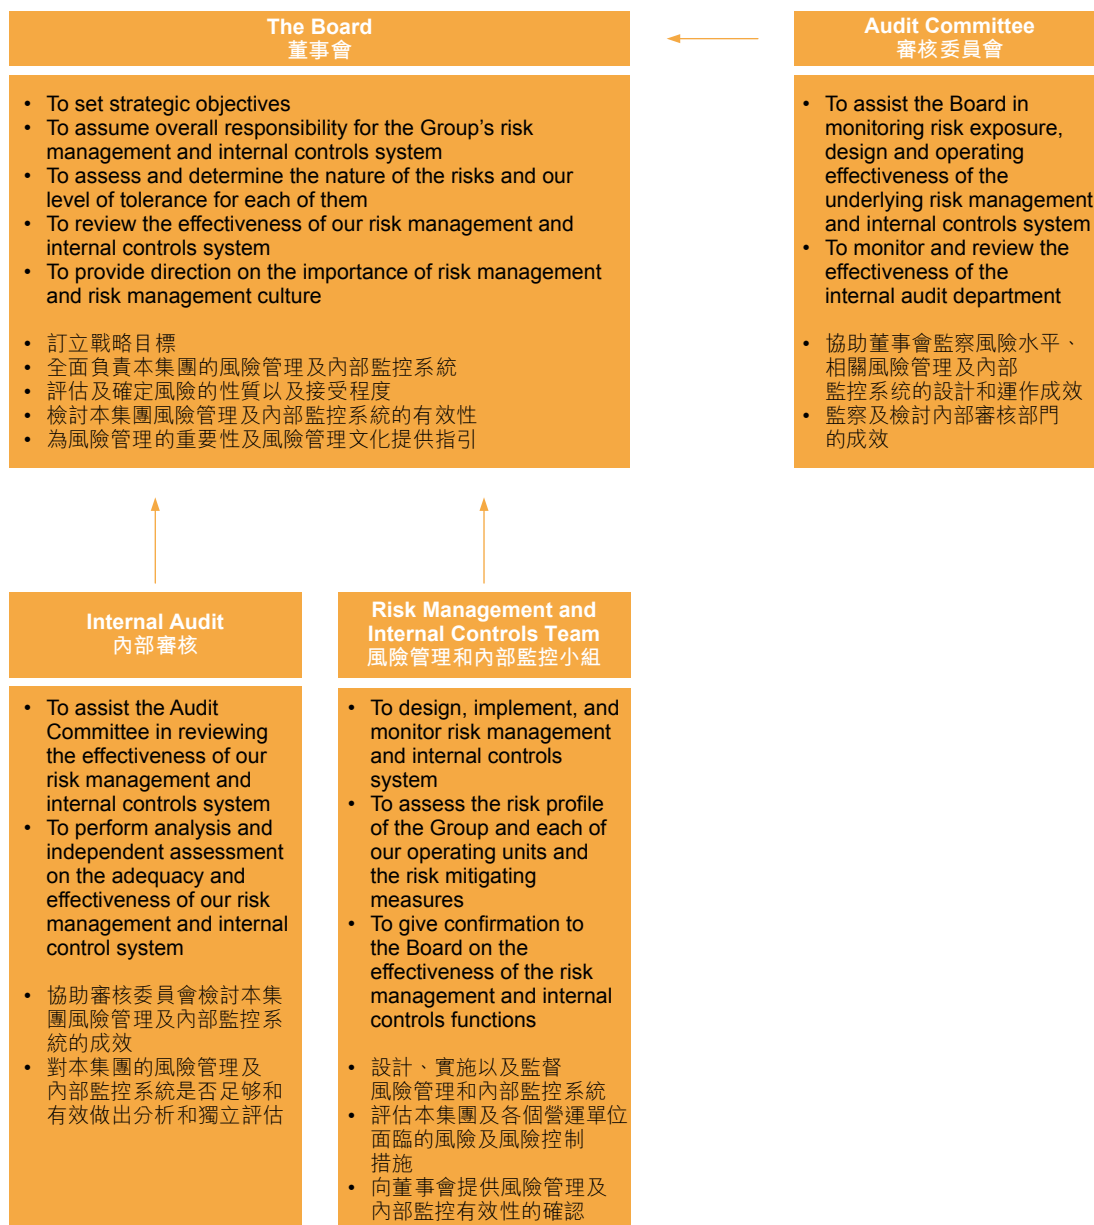 The Board
董事會
• To set strategic objectives
• To assume overall responsibility for the Group’s risk
management and internal controls system
• To assess and determine the nature of the risks and our
level of tolerance for each of them
• To review the effectiveness of our risk management and
internal controls system
• To provide direction on the importance of risk management
and risk management culture
• 訂立戰略目標
• 全面負責本集團的風險管理及內部監控系統
• 評估及確定風險的性質以及接受程度
• 檢討本集團風險管理及內部監控系統的有效性
• 為風險管理的重要性及風險管理文化提供指引
Audit Committee
審核委員會
• To assist the Board in
monitoring risk exposure,
design and operating
effectiveness of the
underlying risk management
and internal controls system
• To monitor and review the
effectiveness of the
internal audit department
• 協助董事會監察風險水平、
相關風險管理及內部
監控系统的設計和運作成效
• 監察及檢討內部審核部門
的成效
Internal Audit
內部審核
• To assist the Audit
Committee in reviewing
the effectiveness of our
risk management and
internal controls system
• To perform analysis and
independent assessment
on the adequacy and
effectiveness of our risk
management and internal
control system
• 協助審核委員會檢討本集
團風險管理及內部監控系
統的成效
• 對本集團的風險管理及
內部監控系統是否足够和
有效做出分析和獨立評估
Risk Management and
Internal Controls Team
風險管理和內部監控小組
• To design, implement, and
monitor risk management
and internal controls
system
• To assess the risk profile
of the Group and each of
our operating units and
the risk mitigating
measures
• To give confirmation to
the Board on the
effectiveness of the risk
management and internal
controls functions
• 設計、實施以及監督
風險管理和內部監控系統
• 評估本集團及各個營運單位
面臨的風險及風險控制
措施
• 向董事會提供風險管理及
內部監控有效性的確認